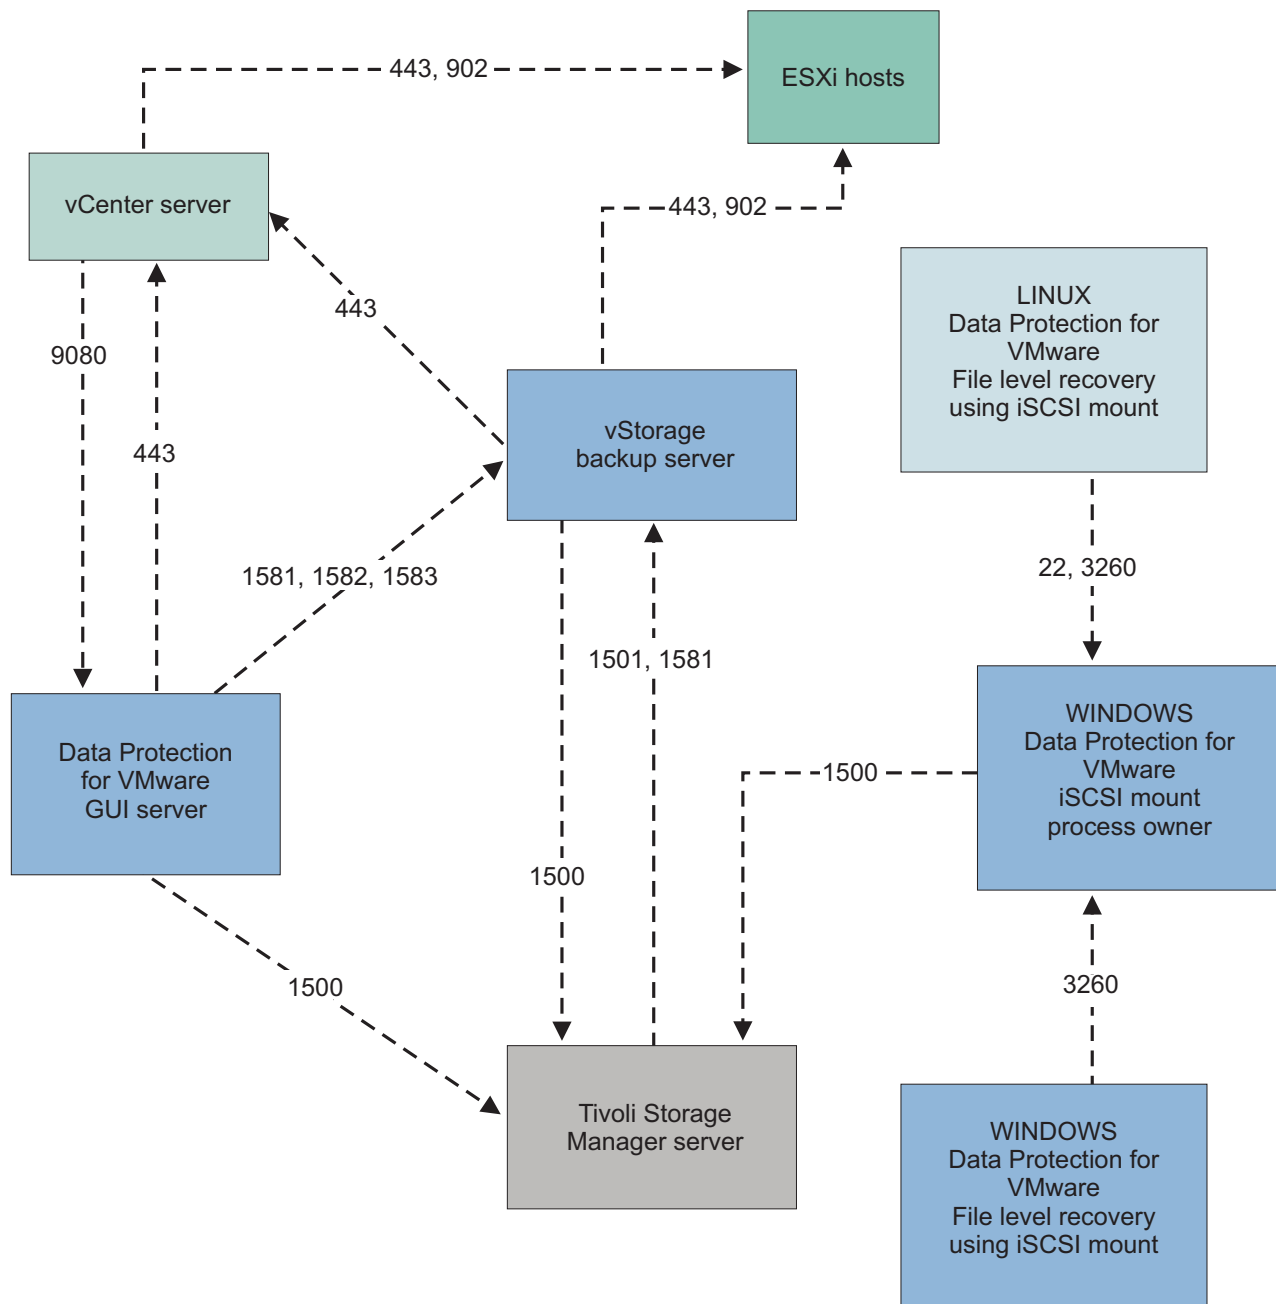 443, 902
ESXi hosts
vCenter server
443, 902
443
9080
443
LINUX
Data Protection for
VMware
File level recovery
using iSCSI mount
vStorage
backup server
1581, 1582, 1583
22, 3260
1501, 1581
Data Protection
for VMware
GUI server
WINDOWS
Data Protection for
VMware
iSCSI mount
process owner
1500
1500
1500
3260
Tivoli Storage
Manager server
WINDOWS
Data Protection for
VMware
File level recovery
using iSCSI mount